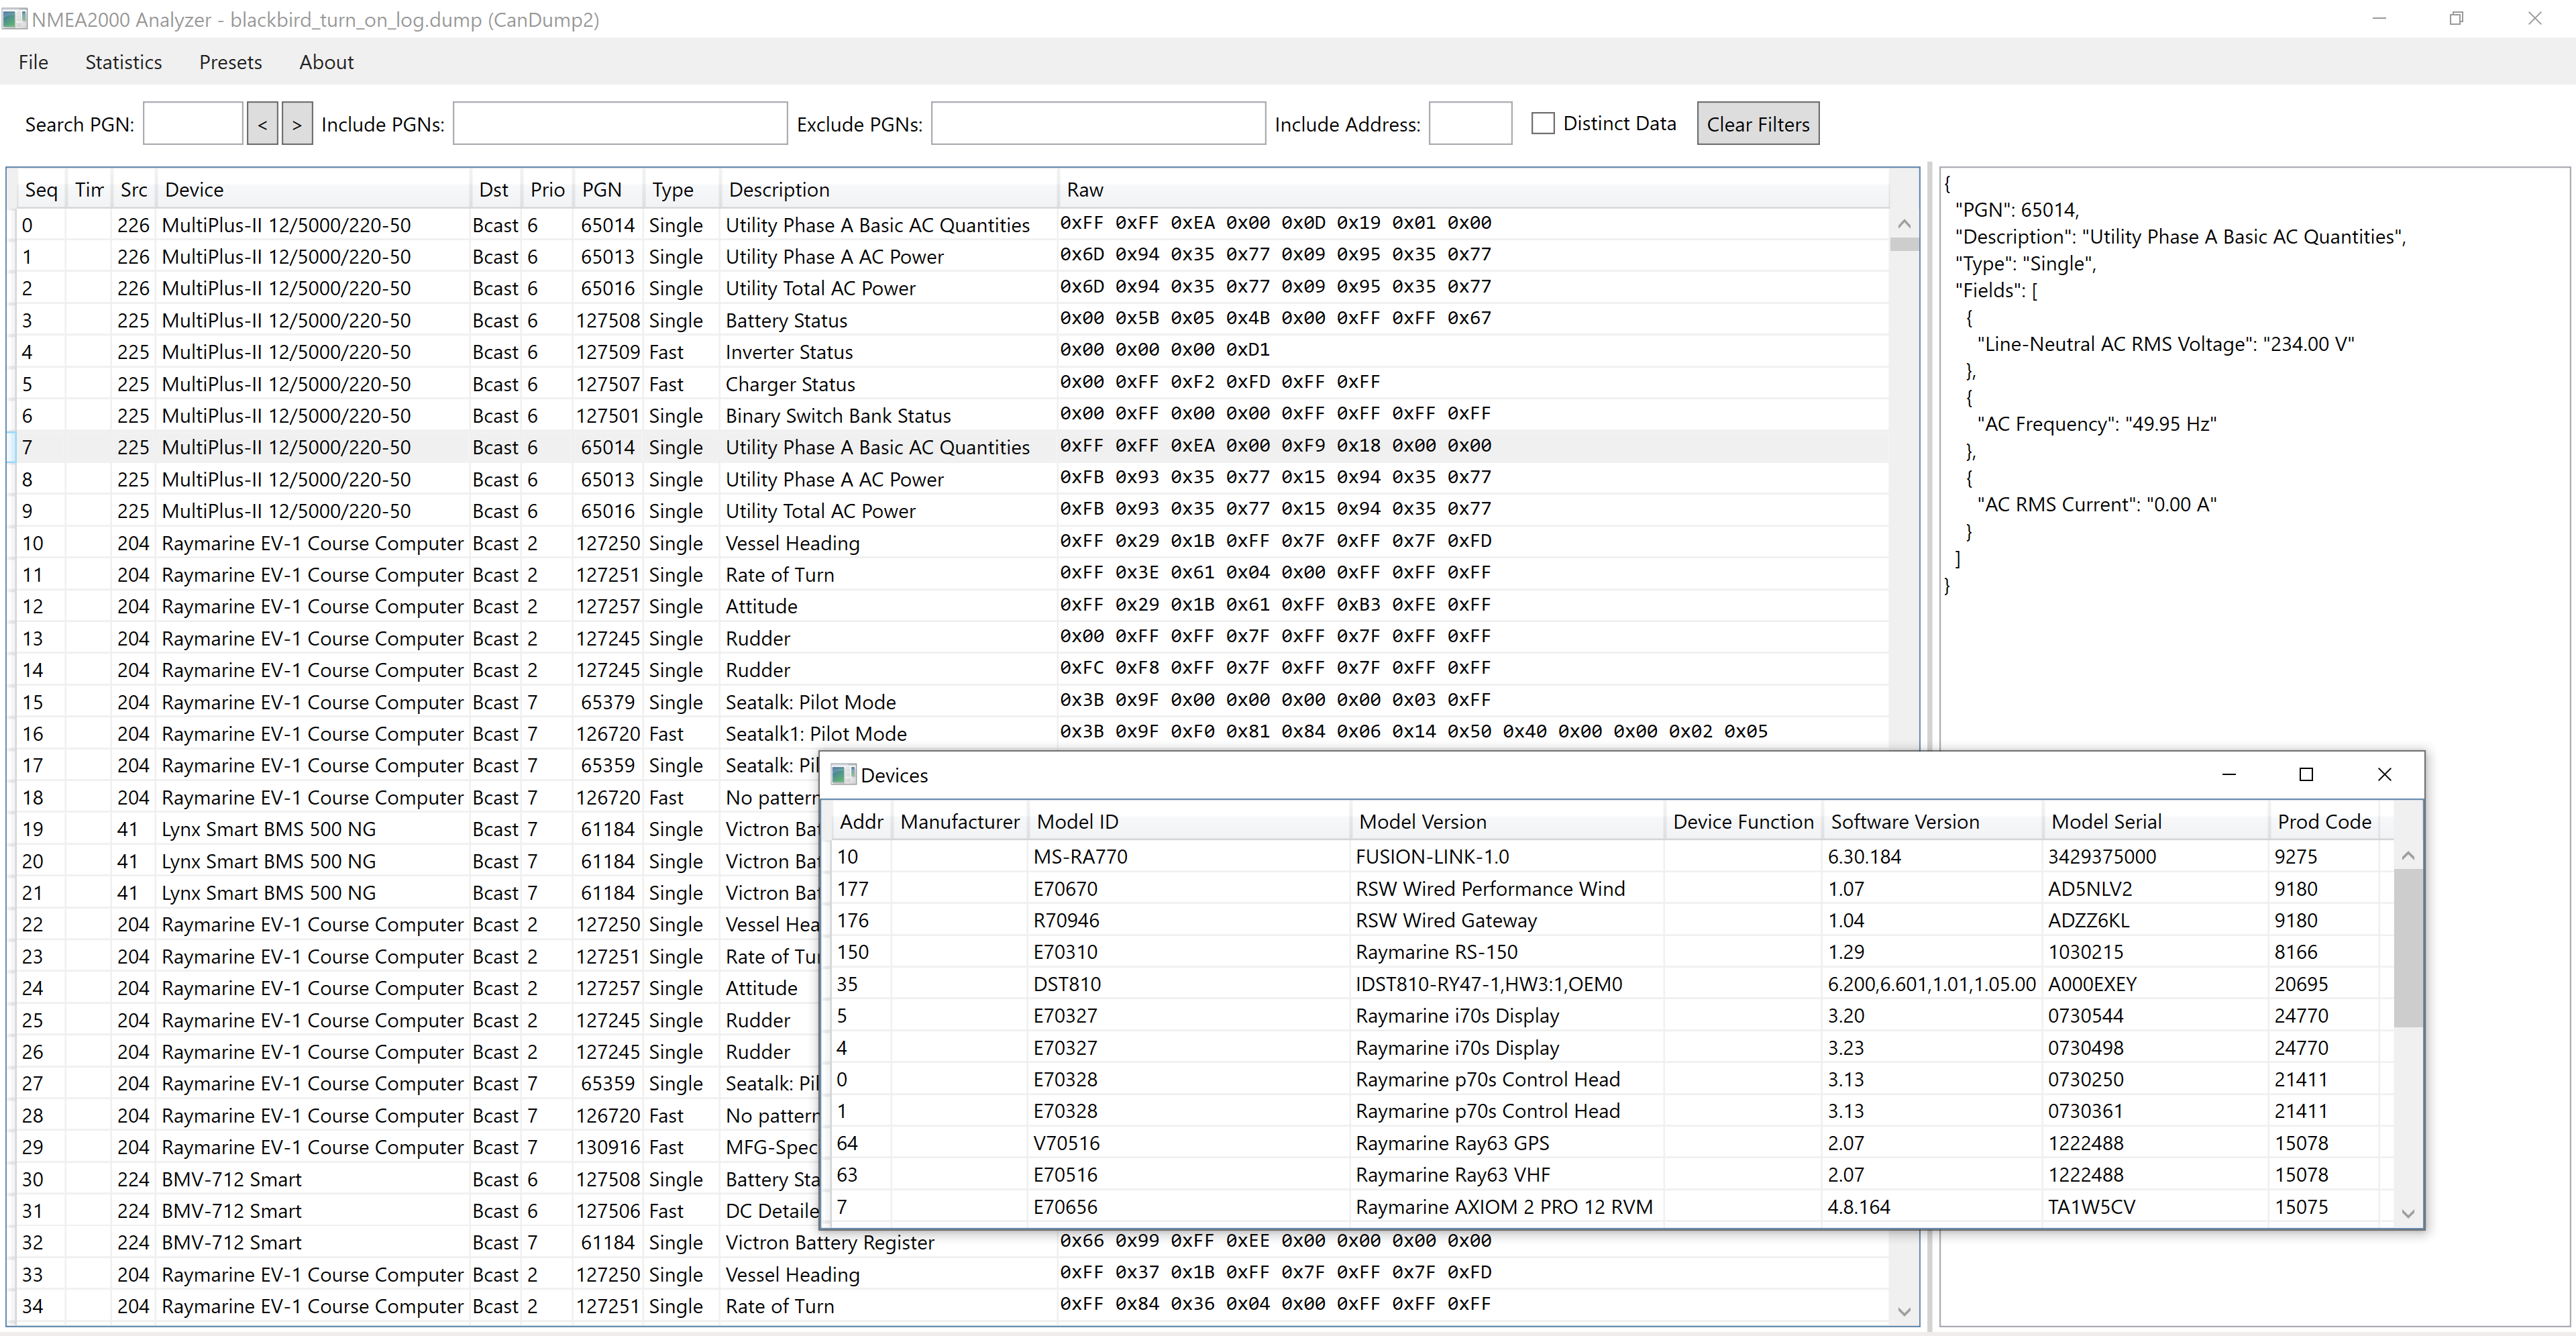 NMEA2000 Analyzer - blackbird_turn_on_log.dump (CanDump2)
File Statistics Presets About
Search PGN: < > Include PGNs: Exclude PGNs: Include Address: Distinct Data Clear Filters
Seq Tim Src Device Dst Prio PGN Type Description Raw
0 226 MultiPlus-II 12/5000/220-50 Bcast 6 65014 Single Utility Phase A Basic AC Quantities 0xFF 0xFF 0xEA 0x00 0x0D 0x19 0x01 0x00
1 226 MultiPlus-II 12/5000/220-50 Bcast 6 65013 Single Utility Phase A AC Power 0x6D 0x94 0x35 0x77 0x09 0x95 0x35 0x77
2 226 MultiPlus-II 12/5000/220-50 Bcast 6 65016 Single Utility Total AC Power 0x6D 0x94 0x35 0x77 0x09 0x95 0x35 0x77
3 225 MultiPlus-II 12/5000/220-50 Bcast 6 127508 Single Battery Status 0x00 0x5B 0x05 0x4B 0x00 0xFF 0xFF 0x67
4 225 MultiPlus-II 12/5000/220-50 Bcast 6 127509 Fast Inverter Status 0x00 0x00 0x00 0xD1
5 225 MultiPlus-II 12/5000/220-50 Bcast 6 127507 Fast Charger Status 0x00 0xFF 0xF2 0xFD 0xFF 0xFF
6 225 MultiPlus-II 12/5000/220-50 Bcast 6 127501 Single Binary Switch Bank Status 0x00 0xFF 0x00 0x00 0xFF 0xFF 0xFF 0xFF
7 225 MultiPlus-II 12/5000/220-50 Bcast 6 65014 Single Utility Phase A Basic AC Quantities 0xFF 0xFF 0xEA 0x00 0xF9 0x18 0x00 0x00
8 225 MultiPlus-II 12/5000/220-50 Bcast 6 65013 Single Utility Phase A AC Power 0xFB 0x93 0x35 0x77 0x15 0x94 0x35 0x77
9 225 MultiPlus-II 12/5000/220-50 Bcast 6 65016 Single Utility Total AC Power 0xFB 0x93 0x35 0x77 0x15 0x94 0x35 0x77
10 204 Raymarine EV-1 Course Computer Bcast 2 127250 Single Vessel Heading 0xFF 0x29 0x1B 0xFF 0x7F 0xFF 0x7F 0xFD
11 204 Raymarine EV-1 Course Computer Bcast 2 127251 Single Rate of Turn 0xFF 0x3E 0x61 0x04 0x00 0xFF 0xFF 0xFF
12 204 Raymarine EV-1 Course Computer Bcast 2 127257 Single Attitude 0xFF 0x29 0x1B 0x61 0xFF 0xB3 0xFE 0xFF
13 204 Raymarine EV-1 Course Computer Bcast 2 127245 Single Rudder 0x00 0xFF 0xFF 0x7F 0xFF 0x7F 0xFF 0xFF
14 204 Raymarine EV-1 Course Computer Bcast 2 127245 Single Rudder 0xFC 0xF8 0xFF 0x7F 0xFF 0x7F 0xFF 0xFF
15 204 Raymarine EV-1 Course Computer Bcast 7 65379 Single Seatalk: Pilot Mode 0x3B 0x9F 0x00 0x00 0x00 0x00 0x03 0xFF
16 204 Raymarine EV-1 Course Computer Bcast 7 126720 Fast Seatalk1: Pilot Mode 0x3B 0x9F 0xF0 0x81 0x84 0x06 0x14 0x50 0x40 0x00 0x00 0x02 0x05
17 204 Raymarine EV-1 Course Computer Bcast 7 65359 Single Seatalk: Pil
18 204 Raymarine EV-1 Course Computer Bcast 7 126720 Fast No pattern
19 41 Lynx Smart BMS 500 NG Bcast 7 61184 Single Victron Bat
20 41 Lynx Smart BMS 500 NG Bcast 7 61184 Single Victron Bat
21 41 Lynx Smart BMS 500 NG Bcast 7 61184 Single Victron Bat
22 204 Raymarine EV-1 Course Computer Bcast 2 127250 Single Vessel Hea
23 204 Raymarine EV-1 Course Computer Bcast 2 127251 Single Rate of Tu
24 204 Raymarine EV-1 Course Computer Bcast 2 127257 Single Attitude
25 204 Raymarine EV-1 Course Computer Bcast 2 127245 Single Rudder
26 204 Raymarine EV-1 Course Computer Bcast 2 127245 Single Rudder
27 204 Raymarine EV-1 Course Computer Bcast 7 65359 Single Seatalk: Pil
28 204 Raymarine EV-1 Course Computer Bcast 7 126720 Fast No pattern
29 204 Raymarine EV-1 Course Computer Bcast 7 130916 Fast MFG-Spec
30 224 BMV-712 Smart Bcast 6 127508 Single Battery Sta
31 224 BMV-712 Smart Bcast 6 127506 Fast DC Detaile
32 224 BMV-712 Smart Bcast 7 61184 Single Victron Battery Register 0x66 0x99 0xFF 0xEE 0x00 0x00 0x00 0x00
33 204 Raymarine EV-1 Course Computer Bcast 2 127250 Single Vessel Heading 0xFF 0x37 0x1B 0xFF 0x7F 0xFF 0x7F 0xFD
34 204 Raymarine EV-1 Course Computer Bcast 2 127251 Single Rate of Turn 0xFF 0x84 0x36 0x04 0x00 0xFF 0xFF 0xFF
{
"PGN": 65014,
"Description": "Utility Phase A Basic AC Quantities",
"Type": "Single",
"Fields": [
{
"Line-Neutral AC RMS Voltage": "234.00 V"
},
{
"AC Frequency": "49.95 Hz"
},
{
"AC RMS Current": "0.00 A"
}
]
}
Devices
Addr Manufacturer Model ID Model Version Device Function Software Version Model Serial Prod Code
10 MS-RA770 FUSION-LINK-1.0 6.30.184 3429375000 9275
177 E70670 RSW Wired Performance Wind 1.07 AD5NLV2 9180
176 R70946 RSW Wired Gateway 1.04 ADZZ6KL 9180
150 E70310 Raymarine RS-150 1.29 1030215 8166
35 DST810 IDST810-RY47-1,HW3:1,OEM0 6.200,6.601,1.01,1.05.00 A000EXEY 20695
5 E70327 Raymarine i70s Display 3.20 0730544 24770
4 E70327 Raymarine i70s Display 3.23 0730498 24770
0 E70328 Raymarine p70s Control Head 3.13 0730250 21411
1 E70328 Raymarine p70s Control Head 3.13 0730361 21411
64 V70516 Raymarine Ray63 GPS 2.07 1222488 15078
63 E70516 Raymarine Ray63 VHF 2.07 1222488 15078
7 E70656 Raymarine AXIOM 2 PRO 12 RVM 4.8.164 TA1W5CV 15075